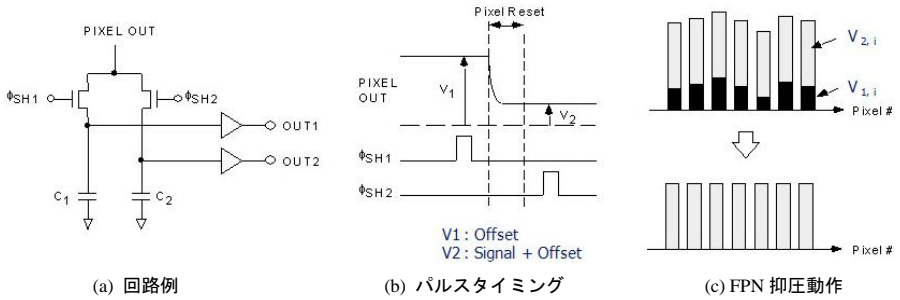 PIXEL OUT
ϕSH1
ϕSH2
OUT1
OUT2
C1
C2
(a) 回路例
Pixel Reset
PIXEL
OUT
V1
V2
ϕSH1
ϕSH2
V1 : Offset
V2 : Signal + Offset
(b) パルスタイミング
V2, i
V1, i
Pixel #
Pixel #
(c) FPN 抑圧動作